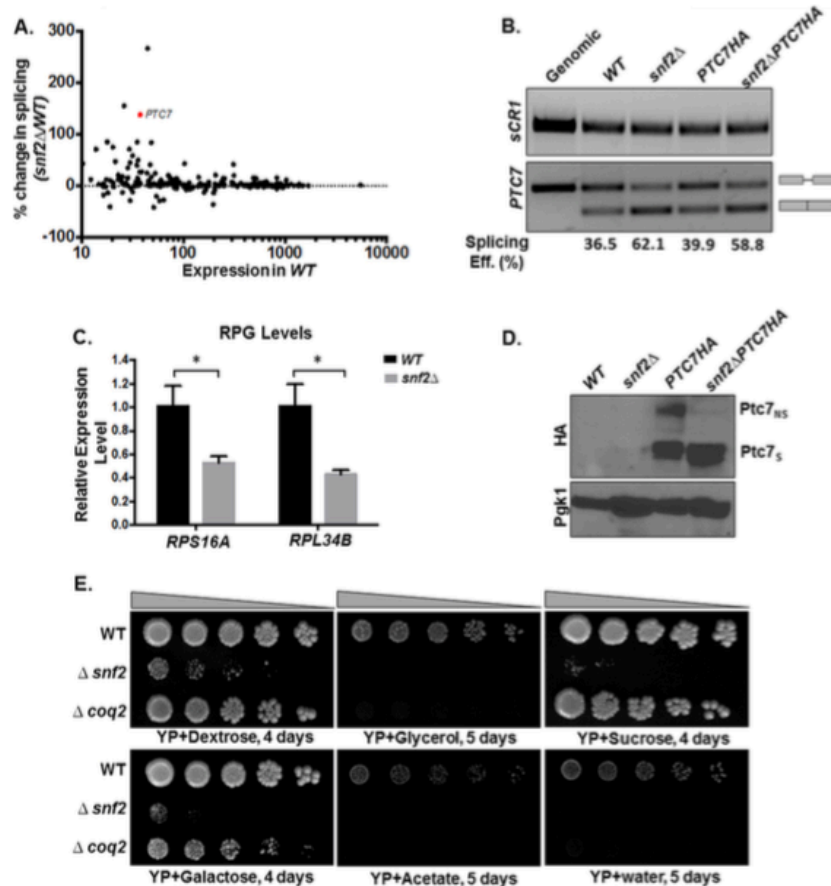 A.
% change in splicing
(snf2Δ/WT)
300
200
100
0
-100
PTC7
10
100
1000
10000
Expression in WT
B.
Genomic
WT
snf2Δ
PTC7HA
snf2ΔPTC7HA
sCR1
PTC7
Splicing
Eff. (%)
36.5
62.1
39.9
58.8
C.
RPG Levels
Relative Expression
Level
1.4
1.2
1.0
0.8
0.6
0.4
0.2
0.0
*
*
WT
snf2Δ
RPS16A
RPL34B
D.
WT
snf2Δ
PTC7HA
snf2ΔPTC7HA
HA
Ptc7NS
Ptc7S
Pgk1
E.
WT
Δ snf2
Δ coq2
YP+Dextrose, 4 days
YP+Glycerol, 5 days
YP+Sucrose, 4 days
WT
Δ snf2
Δ coq2
YP+Galactose, 4 days
YP+Acetate, 5 days
YP+water, 5 days